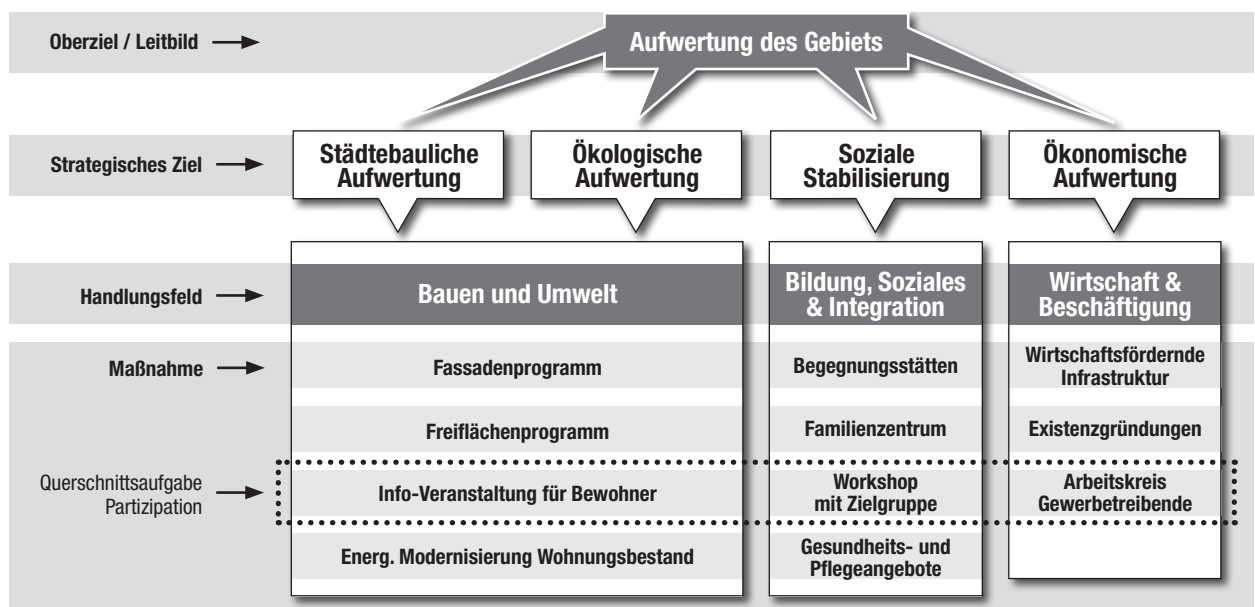 Oberziel / Leitbild
Aufwertung des Gebiets
Strategisches Ziel
Städtebauliche
Aufwertung
Ökologische
Aufwertung
Soziale
Stabilisierung
Ökonomische
Aufwertung
Handlungsfeld
Bauen und Umwelt
Bildung, Soziales
& Integration
Wirtschaft &
Beschäftigung
Maßnahme
Fassadenprogramm
Begegnungsstätten
Wirtschaftsfördernde
Infrastruktur
Freiflächenprogramm
Familienzentrum
Existenzgründungen
Querschnittsaufgabe
Partizipation
Info-Veranstaltung für Bewohner
Workshop
mit Zielgruppe
Arbeitskreis
Gewerbetreibende
Energ. Modernisierung Wohnungsbestand
Gesundheits- und
Pflegeangebote